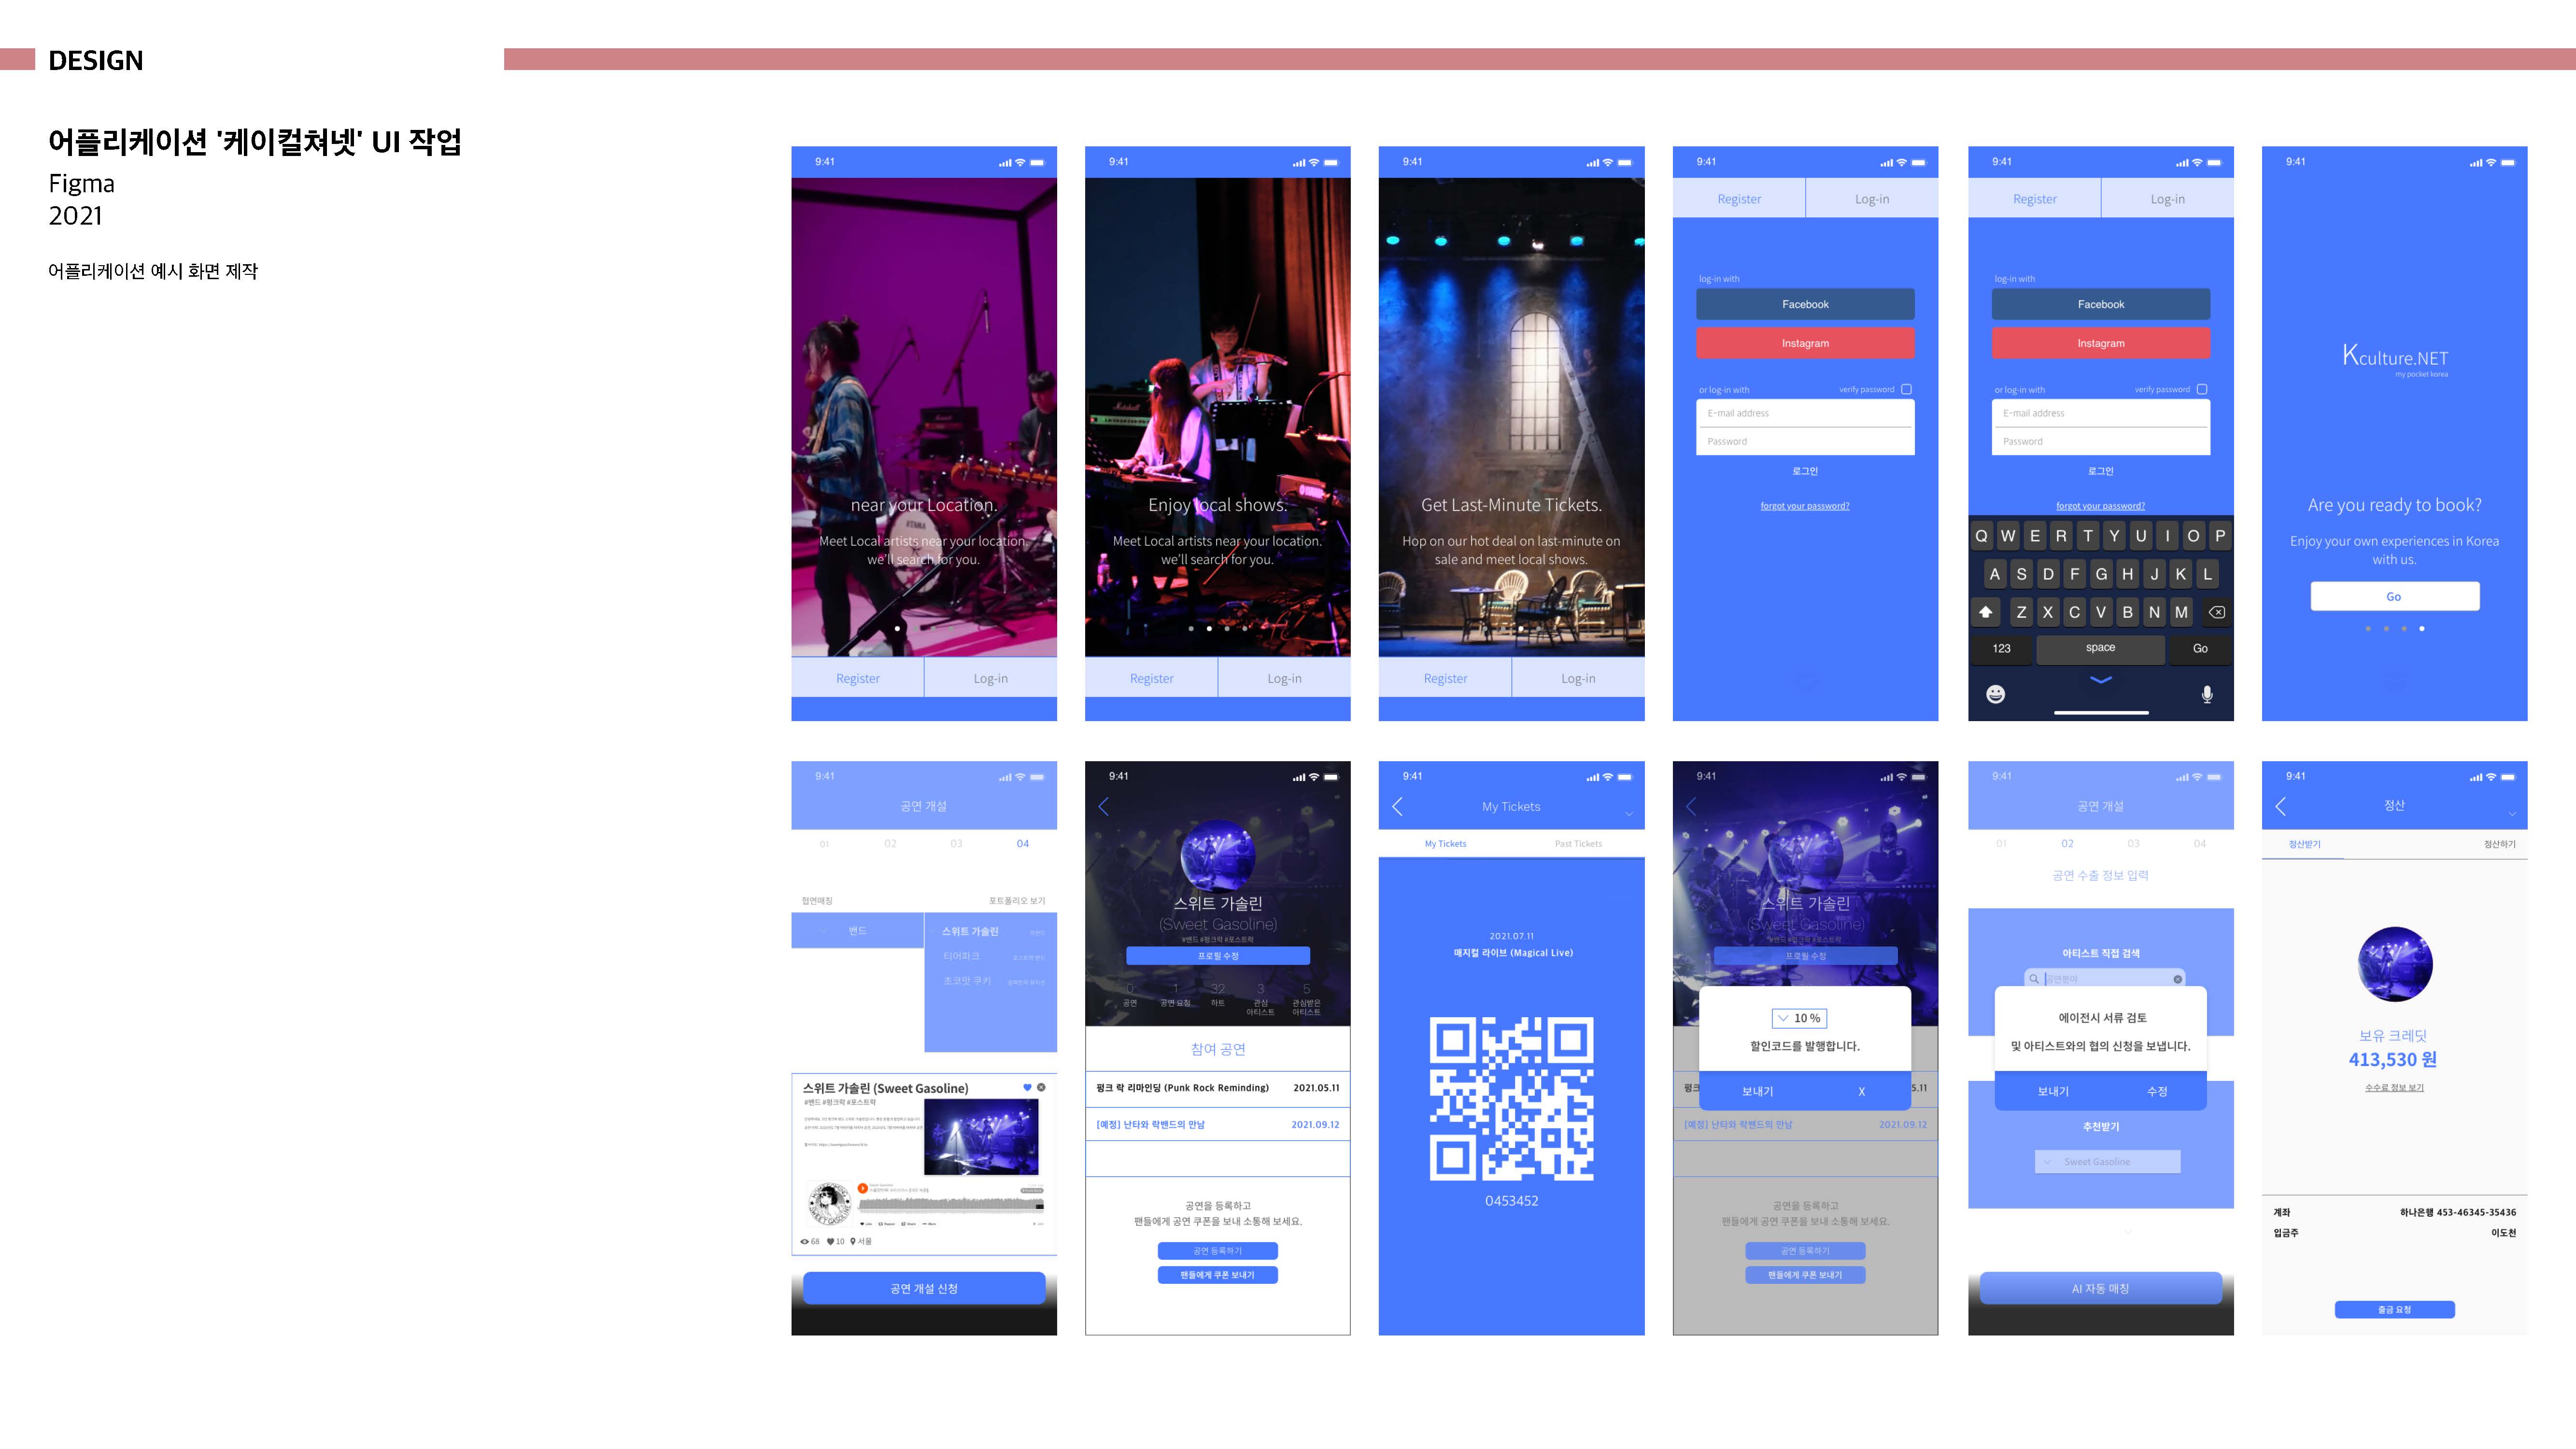 DESIGN
어플리케이션 '케이컬쳐넷' UI 작업
Figma
2021
어플리케이션 예시 화면 제작
9:41
near your Location.
Meet Local artists near your location.
we'll search for you.
Register
Log-in
9:41
Enjoy local shows.
Meet Local artists near your location.
we'll search for you.
Register
Log-in
9:41
Get Last-Minute Tickets.
Hop on our hot deal on last-minute on
sale and meet local shows.
Register
Log-in
9:41
Register
Log-in
log-in with
Facebook
Instagram
or log-in with
verify password
E-mail address
Password
로그인
forgot your password?
9:41
Register
Log-in
log-in with
Facebook
Instagram
or log-in with
verify password
E-mail address
Password
로그인
forgot your password?
Q W E R T Y U I O P
A S D F G H J K L
Z X C V B N M
123
space
Go
9:41
Kculture.NET
my pocket korea
Are you ready to book?
Enjoy your own experiences in Korea
with us.
Go
9:41
공연 개설
01 02 03 04
협연매칭
포트폴리오 보기
밴드
스위트 가솔린
티어파크
초코맛 쿠키
스위트 가솔린 (Sweet Gasoline)
#밴드 #펑크락 #포스트락
68 10 서울
공연 개설 신청
9:41
스위트 가솔린
(Sweet Gasoline)
#밴드 #펑크락 #포스트락
프로필 수정
0 1 32 3 5
공연 공연 요청 하트 관심 관심받은
아티스트 아티스트
참여 공연
펑크 락 리마인딩 (Punk Rock Reminding) 2021.05.11
[예정] 난타와 락밴드의 만남 2021.09.12
공연을 등록하고
팬들에게 공연 쿠폰을 보내 소통해 보세요.
공연 등록하기
팬들에게 쿠폰 보내기
9:41
My Tickets
My Tickets
Past Tickets
2021.07.11
매지컬 라이브 (Magical Live)
0453452
9:41
스위트 가솔린
(Sweet Gasoline)
#밴드 #펑크락 #포스트락
프로필 수정
10 %
할인코드를 발행합니다.
보내기
X
펑크
5.11
[예정] 난타와 락밴드의 만남 2021.09.12
공연을 등록하고
팬들에게 공연 쿠폰을 보내 소통해 보세요.
공연 등록하기
팬들에게 쿠폰 보내기
9:41
공연 개설
01 02 03 04
공연 수출 정보 입력
아티스트 직접 검색
공연분야
에이전시 서류 검토
및 아티스트와의 협의 신청을 보냅니다.
보내기
수정
추천받기
Sweet Gasoline
AI 자동 매칭
9:41
정산
정산받기
정산하기
보유 크레딧
413,530 원
수수료 정보 보기
계좌 하나은행 453-46345-35436
입금주 이도천
출금 요청